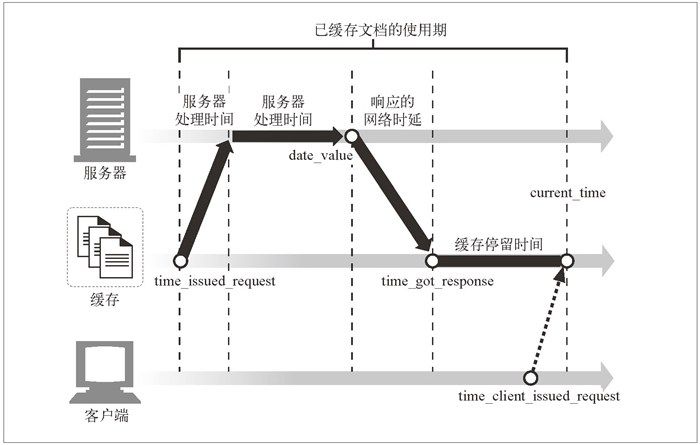 已缓存文档的使用期
服务器
处理时间
服务器
处理时间
响应的
网络时延
date_value
服务器
current_time
缓存停留时间
time_issued_request
time_got_response
缓存
time_client_issued_request
客户端